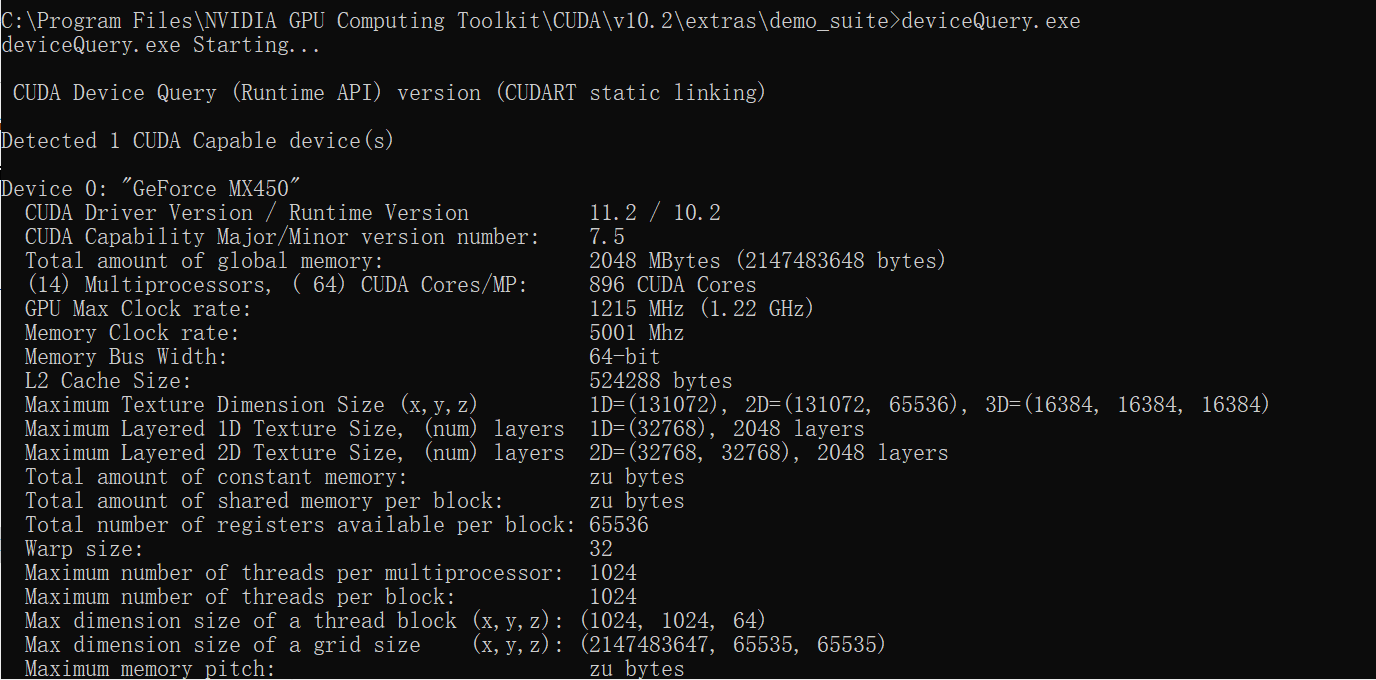 C:\Program Files\NVIDIA GPU Computing Toolkit\CUDA\v10.2\extras\demo_suite>deviceQuery.exe
deviceQuery.exe Starting...
CUDA Device Query (Runtime API) version (CUDART static linking)
Detected 1 CUDA Capable device(s)
Device 0: "GeForce MX450"
CUDA Driver Version / Runtime Version 11.2 / 10.2
CUDA Capability Major/Minor version number: 7.5
Total amount of global memory: 2048 MBytes (2147483648 bytes)
(14) Multiprocessors, ( 64) CUDA Cores/MP: 896 CUDA Cores
GPU Max Clock rate: 1215 MHz (1.22 GHz)
Memory Clock rate: 5001 Mhz
Memory Bus Width: 64-bit
L2 Cache Size: 524288 bytes
Maximum Texture Dimension Size (x,y,z) 1D=(131072), 2D=(131072, 65536), 3D=(16384, 16384, 16384)
Maximum Layered 1D Texture Size, (num) layers 1D=(32768), 2048 layers
Maximum Layered 2D Texture Size, (num) layers 2D=(32768, 32768), 2048 layers
Total amount of constant memory: zu bytes
Total amount of shared memory per block: zu bytes
Total number of registers available per block: 65536
Warp size: 32
Maximum number of threads per multiprocessor: 1024
Maximum number of threads per block: 1024
Max dimension size of a thread block (x,y,z): (1024, 1024, 64)
Max dimension size of a grid size (x,y,z): (2147483647, 65535, 65535)
Maximum memory pitch: zu bytes